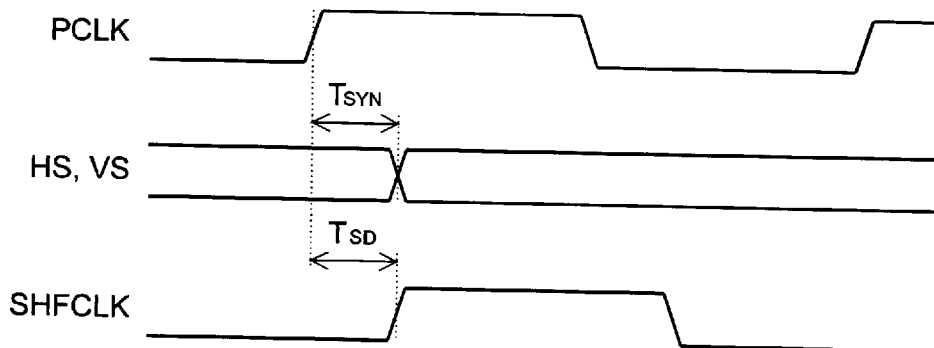 PCLK
TSYN
HS, VS
TSD
SHFCLK